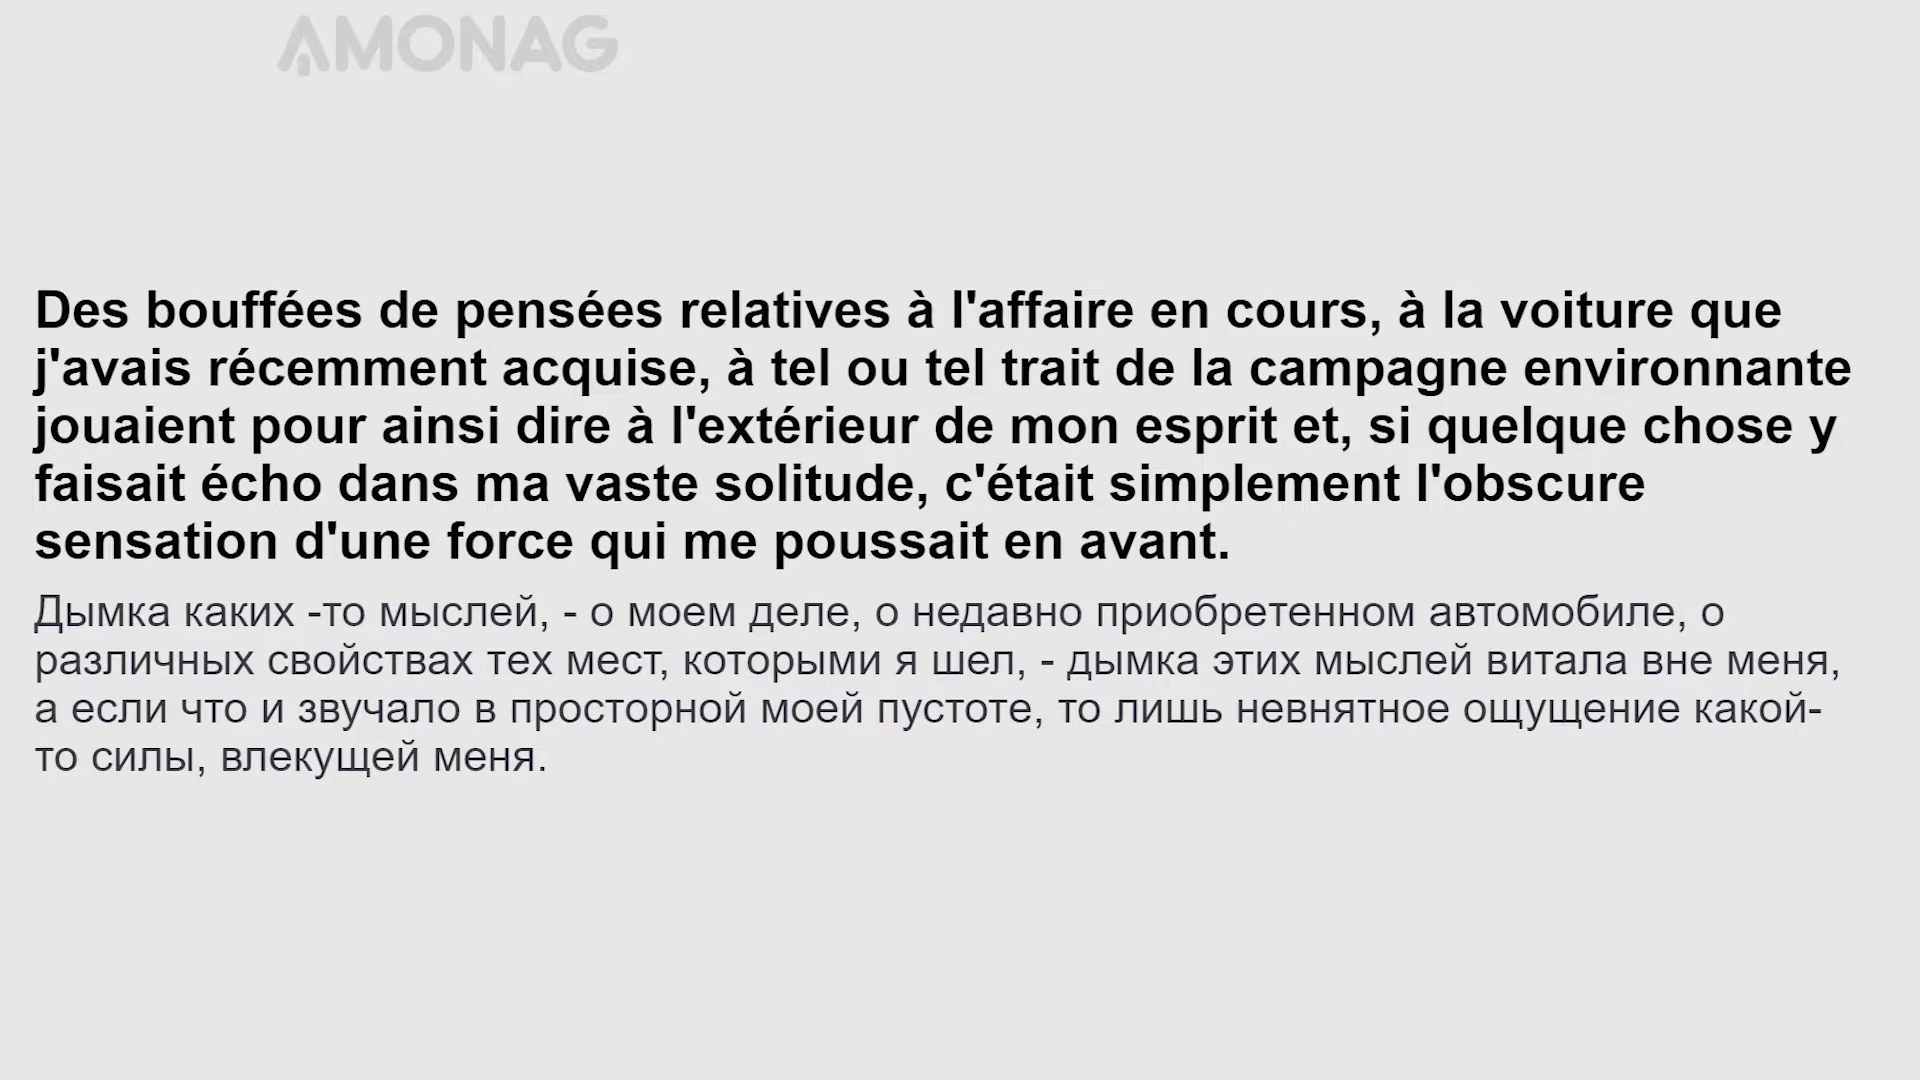 AMONAG
Des bouffées de pensées relatives à l'affaire en cours, à la voiture que
j'avais récemment acquise, à tel ou tel trait de la campagne environnante
jouaient pour ainsi dire à l'extérieur de mon esprit et, si quelque chose y
faisait écho dans ma vaste solitude, c'était simplement l'obscure
sensation d'une force qui me poussait en avant.
Дымка каких -то мыслей, - о моем деле, о недавно приобретенном автомобиле, о
различных свойствах тех мест, которыми я шел, - дымка этих мыслей витала вне меня,
а если что и звучало в просторной моей пустоте, то лишь невнятное ощущение какой-
то силы, влекущей меня.